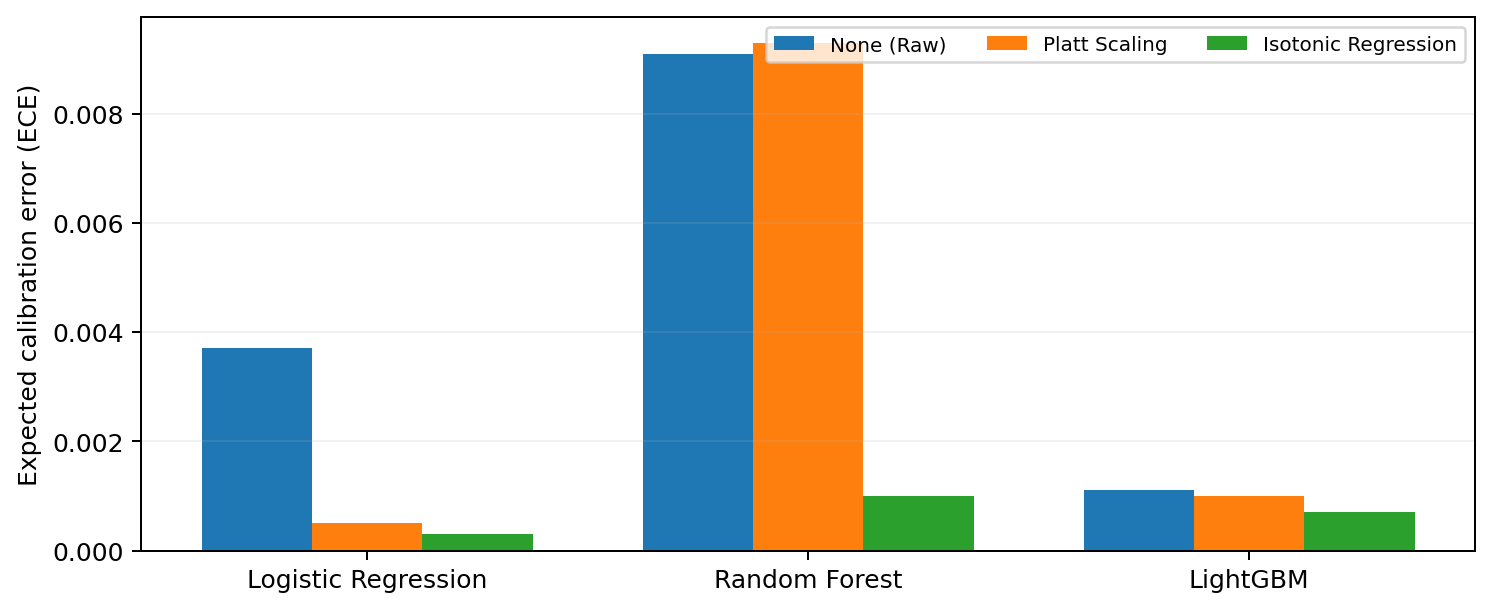 None (Raw) Platt Scaling Isotonic Regression
Expected calibration error (ECE)
0.008
0.006
0.004
0.002
0.000
Logistic Regression Random Forest LightGBM